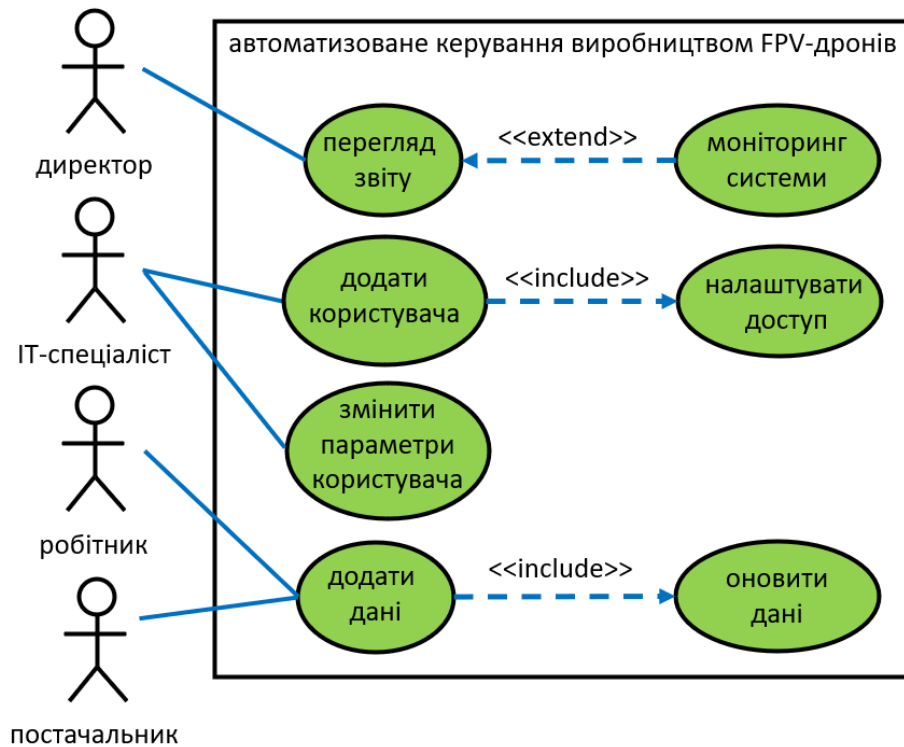 автоматизоване керування виробництвом FPV-дронів
директор
перегляд
звіту
<<extend>>
моніторинг
системи
ІТ-спеціаліст
додати
користувача
<<include>>
налаштувати
доступ
змінити
параметри
користувача
робітник
додати
дані
<<include>>
оновити
дані
постачальник